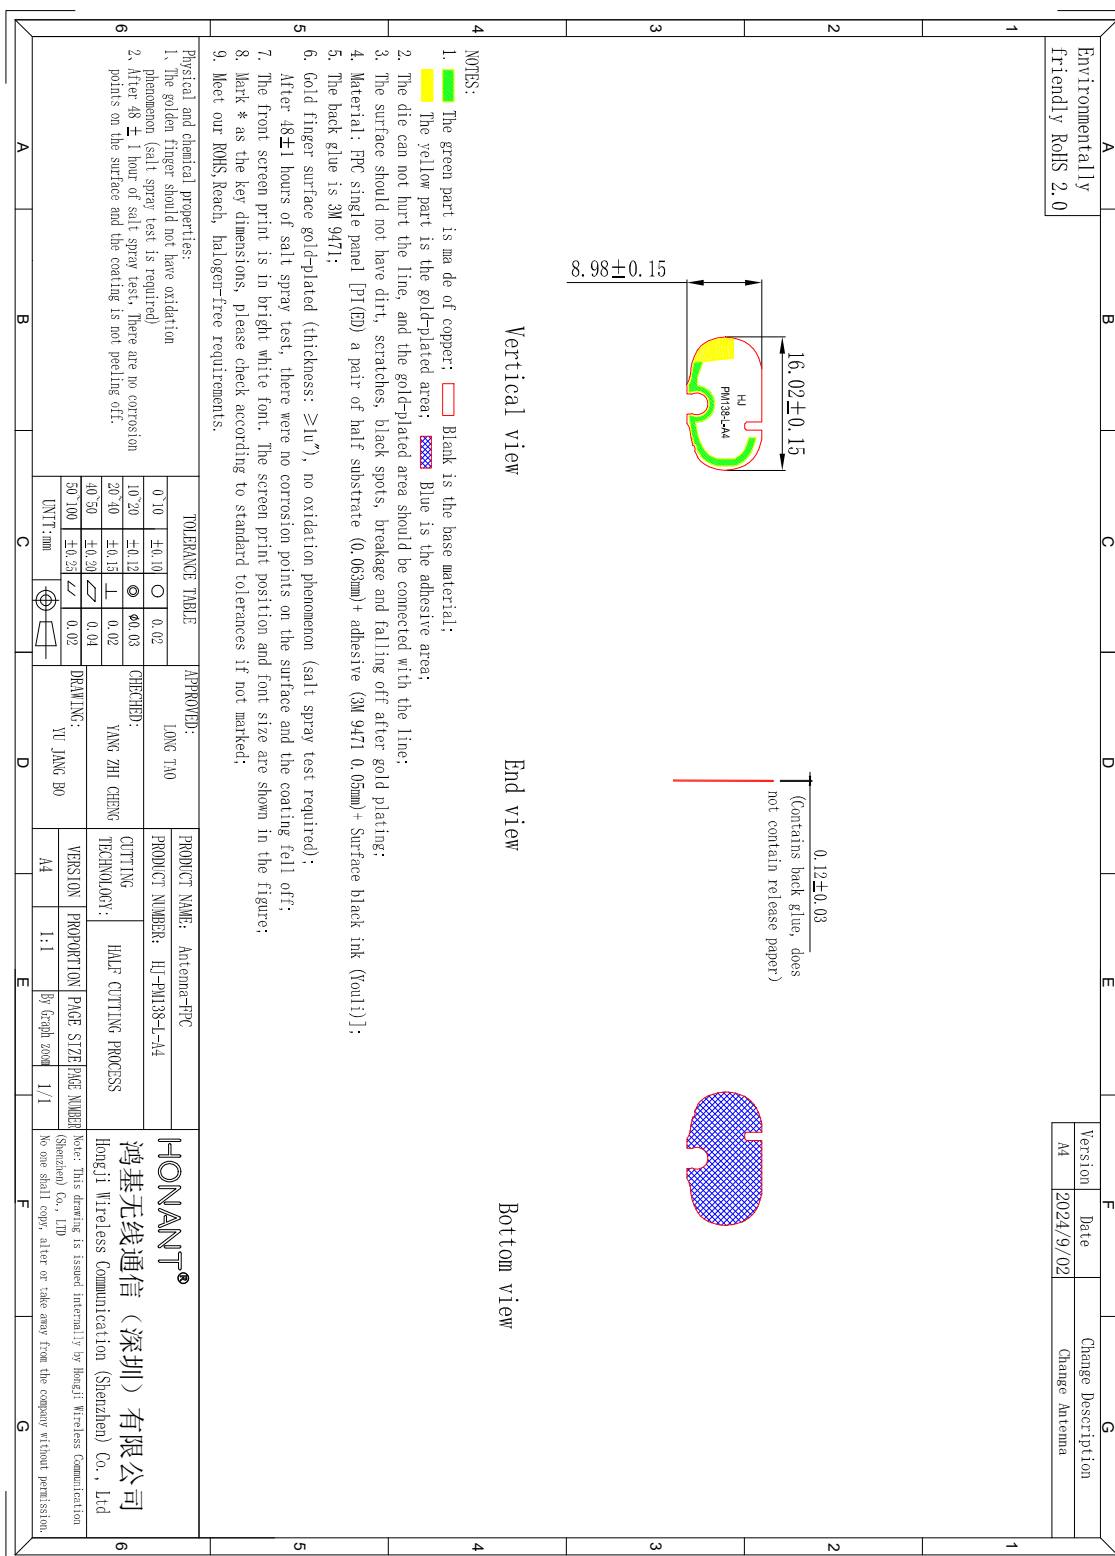 Environmentally
friendly RoHS 2.0
Version Date Change Description
A4 2024/9/02 Change Antenna
A B C D E F G
1
2
3
4
5
6
16.02±0.15
8.98±0.15
HJ
PM138-L-A4
0.12±0.03
(Contains back glue, does
not contain release paper)
Vertical view
End view
Bottom view
NOTES:
1. The green part is ma de of copper; Blank is the base material;
The yellow part is the gold-plated area; Blue is the adhesive area;
2. The die can not hurt the line, and the gold-plated area should be connected with the line;
3. The surface should not have dirt, scratches, black spots, breakage and falling off after gold plating;
4. Material: FPC single panel [PI(ED) a pair of half substrate (0.063mm)+ adhesive (3M 9471 0.05mm)+ Surface black ink (Youli)];
5. The back glue is 3M 9471;
6. Gold finger surface gold-plated (thickness: ≥1u"), no oxidation phenomenon (salt spray test required);
After 48±1 hours of salt spray test, there were no corrosion points on the surface and the coating fell off;
7. The front screen print is in bright white font. The screen print position and font size are shown in the figure;
8. Mark * as the key dimensions, please check according to standard tolerances if not marked;
9. Meet our ROHS,Reach, halogen-free requirements.
Physical and chemical properties:
1、The golden finger should not have oxidation
phenomenon (salt spray test is required)
2、After 48 ± 1 hour of salt spray test, There are no corrosion
points on the surface and the coating is not peeling off.
TOLERANCE TABLE
0~10 ±0.10 ○ 0.02
10~20 ±0.12 ◎ ⌀0.03
20~40 ±0.15 ⊥ 0.02
40~50 ±0.20 ▱ 0.04
50~100 ±0.25 // 0.02
UNIT:mm
APPROVED:
LONG TAO
CHECHED:
YANG ZHI CHENG
DRAWING:
YU JANG BO
PRODUCT NAME: Antenna-FPC
PRODUCT NUMBER: HJ-PM138-L-A4
CUTTING
TECHNOLOGY:
HALF CUTTING PROCESS
VERSION PROPORTION PAGE SIZE PAGE NUMBER
A4 1:1 By Graph zoom 1/1
HONANT®
鸿基无线通信（深圳）有限公司
Hongji Wireless Communication (Shenzhen) Co., Ltd
Note: This drawing is issued internally by Hongji Wireless Communication
(Shenzhen) Co., LTD
No one shall copy, alter or take away from the company without permission.
A B C D E F G
1
2
3
4
5
6